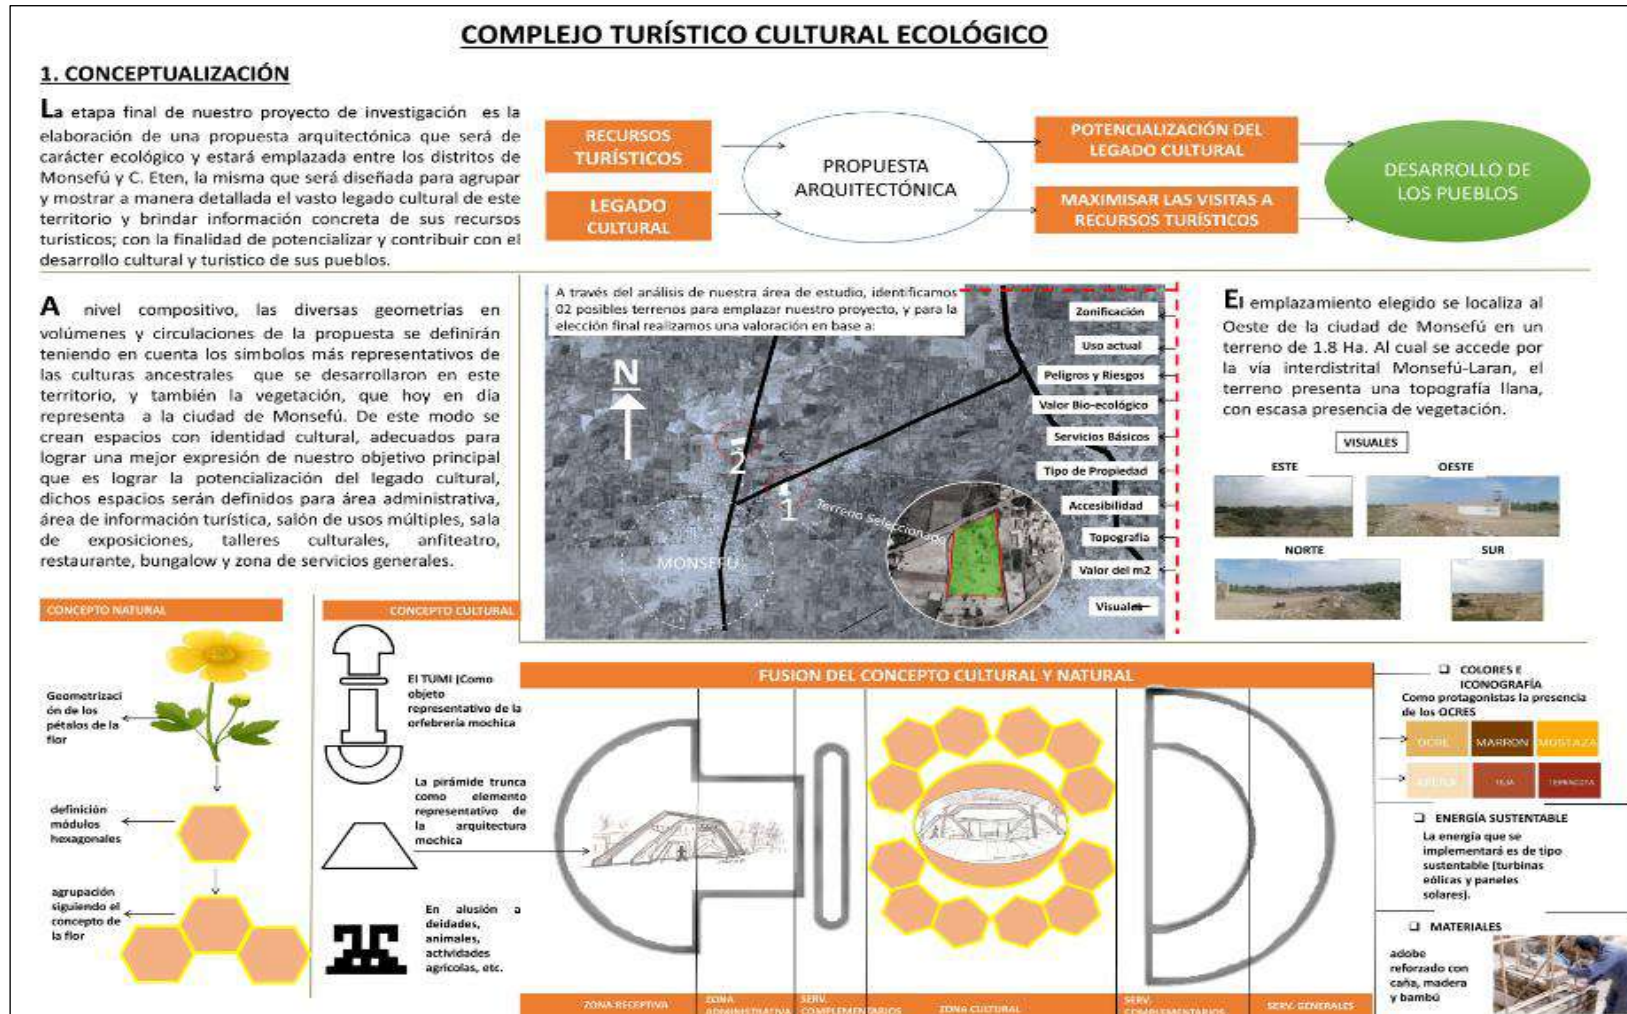 COMPLEJO TURÍSTICO CULTURAL ECOLÓGICO
1. CONCEPTUALIZACIÓN
La etapa final de nuestro proyecto de investigación es la
elaboración de una propuesta arquitectónica que será de
carácter ecológico y estará emplazada entre los distritos de
Monsefú y C. Eten, la misma que será diseñada para agrupar
y mostrar a manera detallada el vasto legado cultural de este
territorio y brindar información concreta de sus recursos
turísticos; con la finalidad de potencializar y contribuir con el
desarrollo cultural y turístico de sus pueblos.
RECURSOS
TURÍSTICOS
LEGADO
CULTURAL
PROPUESTA
ARQUITECTÓNICA
POTENCIALIZACIÓN DEL
LEGADO CULTURAL
MAXIMISAR LAS VISITAS A
RECURSOS TURÍSTICOS
DESARROLLO DE
LOS PUEBLOS
A nivel compositivo, las diversas geometrías en
volúmenes y circulaciones de la propuesta se definirán
teniendo en cuenta los símbolos más representativos de
las culturas ancestrales que se desarrollaron en este
territorio, y también la vegetación, que hoy en día
representa a la ciudad de Monsefú. De este modo se
crean espacios con identidad cultural, adecuados para
lograr una mejor expresión de nuestro objetivo principal
que es lograr la potencialización del legado cultural,
dichos espacios serán definidos para área administrativa,
área de información turística, salón de usos múltiples, sala
de exposiciones, talleres culturales, anfiteatro,
restaurante, bungalow y zona de servicios generales.
A través del análisis de nuestra área de estudio, identificamos
02 posibles terrenos para emplazar nuestro proyecto, y para la
elección final realizamos una valoración en base a:
N
2
1
MONSEFÚ
Terreno Seleccionado
Zonificación
Uso actual
Peligros y Riesgos
Valor Bio-ecológico
Servicios Básicos
Tipo de Propiedad
Accesibilidad
Topografía
Valor del m2
Visuales
El emplazamiento elegido se localiza al
Oeste de la ciudad de Monsefú en un
terreno de 1.8 Ha. Al cual se accede por
la vía interdistrital Monsefú-Laran, el
terreno presenta una topografía llana,
con escasa presencia de vegetación.
VISUALES
ESTE
OESTE
NORTE
SUR
CONCEPTO NATURAL
Geometrizaci
ón de los
pétalos de la
flor
definición
módulos
hexagonales
agrupación
siguiendo el
concepto de
la flor
CONCEPTO CULTURAL
El TUMI (Como
objeto
representativo de la
orfebrería mochica
La pirámide trunca
como elemento
representativo de
la arquitectura
mochica
En alusión a
deidades,
animales,
actividades
agrícolas, etc.
FUSION DEL CONCEPTO CULTURAL Y NATURAL
ZONA RECEPTIVA
ZONA
ADMINISTRATIVA
SERV.
COMPLEMENTARIOS
ZONA CULTURAL
SERV.
COMPLEMENTARIOS
SERV. GENERALES
COLORES E
ICONOGRAFÍA
Como protagonistas la presencia
de los OCRES
OCRE
MARRON
MOSTAZA
TEJA
TERRACOTA
ENERGÍA SUSTENTABLE
La energía que se
implementará es de tipo
sustentable (turbinas
eólicas y paneles
solares).
MATERIALES
adobe
reforzado con
caña, madera
y bambú